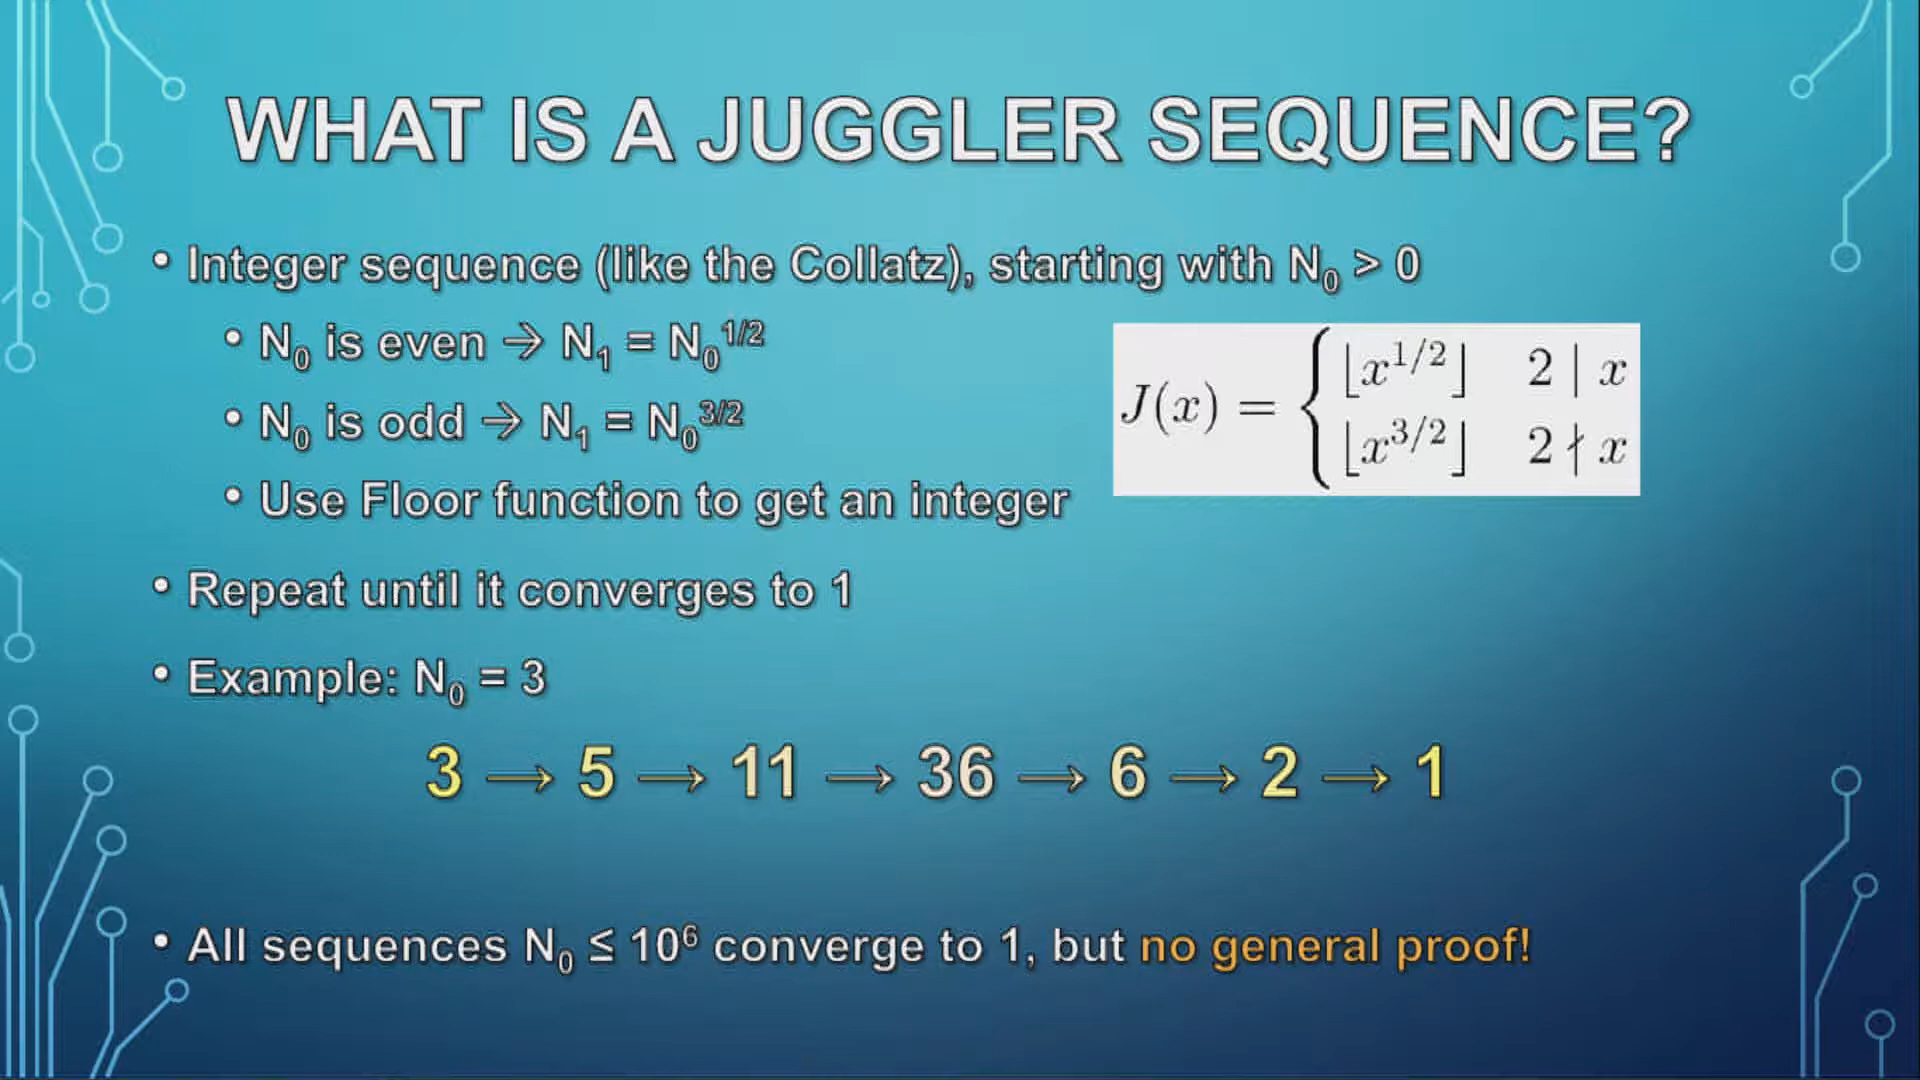 WHAT IS A JUGGLER SEQUENCE?
• Integer sequence (like the Collatz), starting with N₀ > 0
• N₀ is even → N₁ = N₀^1/2
• N₀ is odd → N₁ = N₀^3/2
• Use Floor function to get an integer
J(x) = { ⌊x^1/2⌋ 2 | x
⌊x^3/2⌋ 2 ∤ x
• Repeat until it converges to 1
• Example: N₀ = 3
3 → 5 → 11 → 36 → 6 → 2 → 1
• All sequences N₀ ≤ 10⁶ converge to 1, but no general proof!